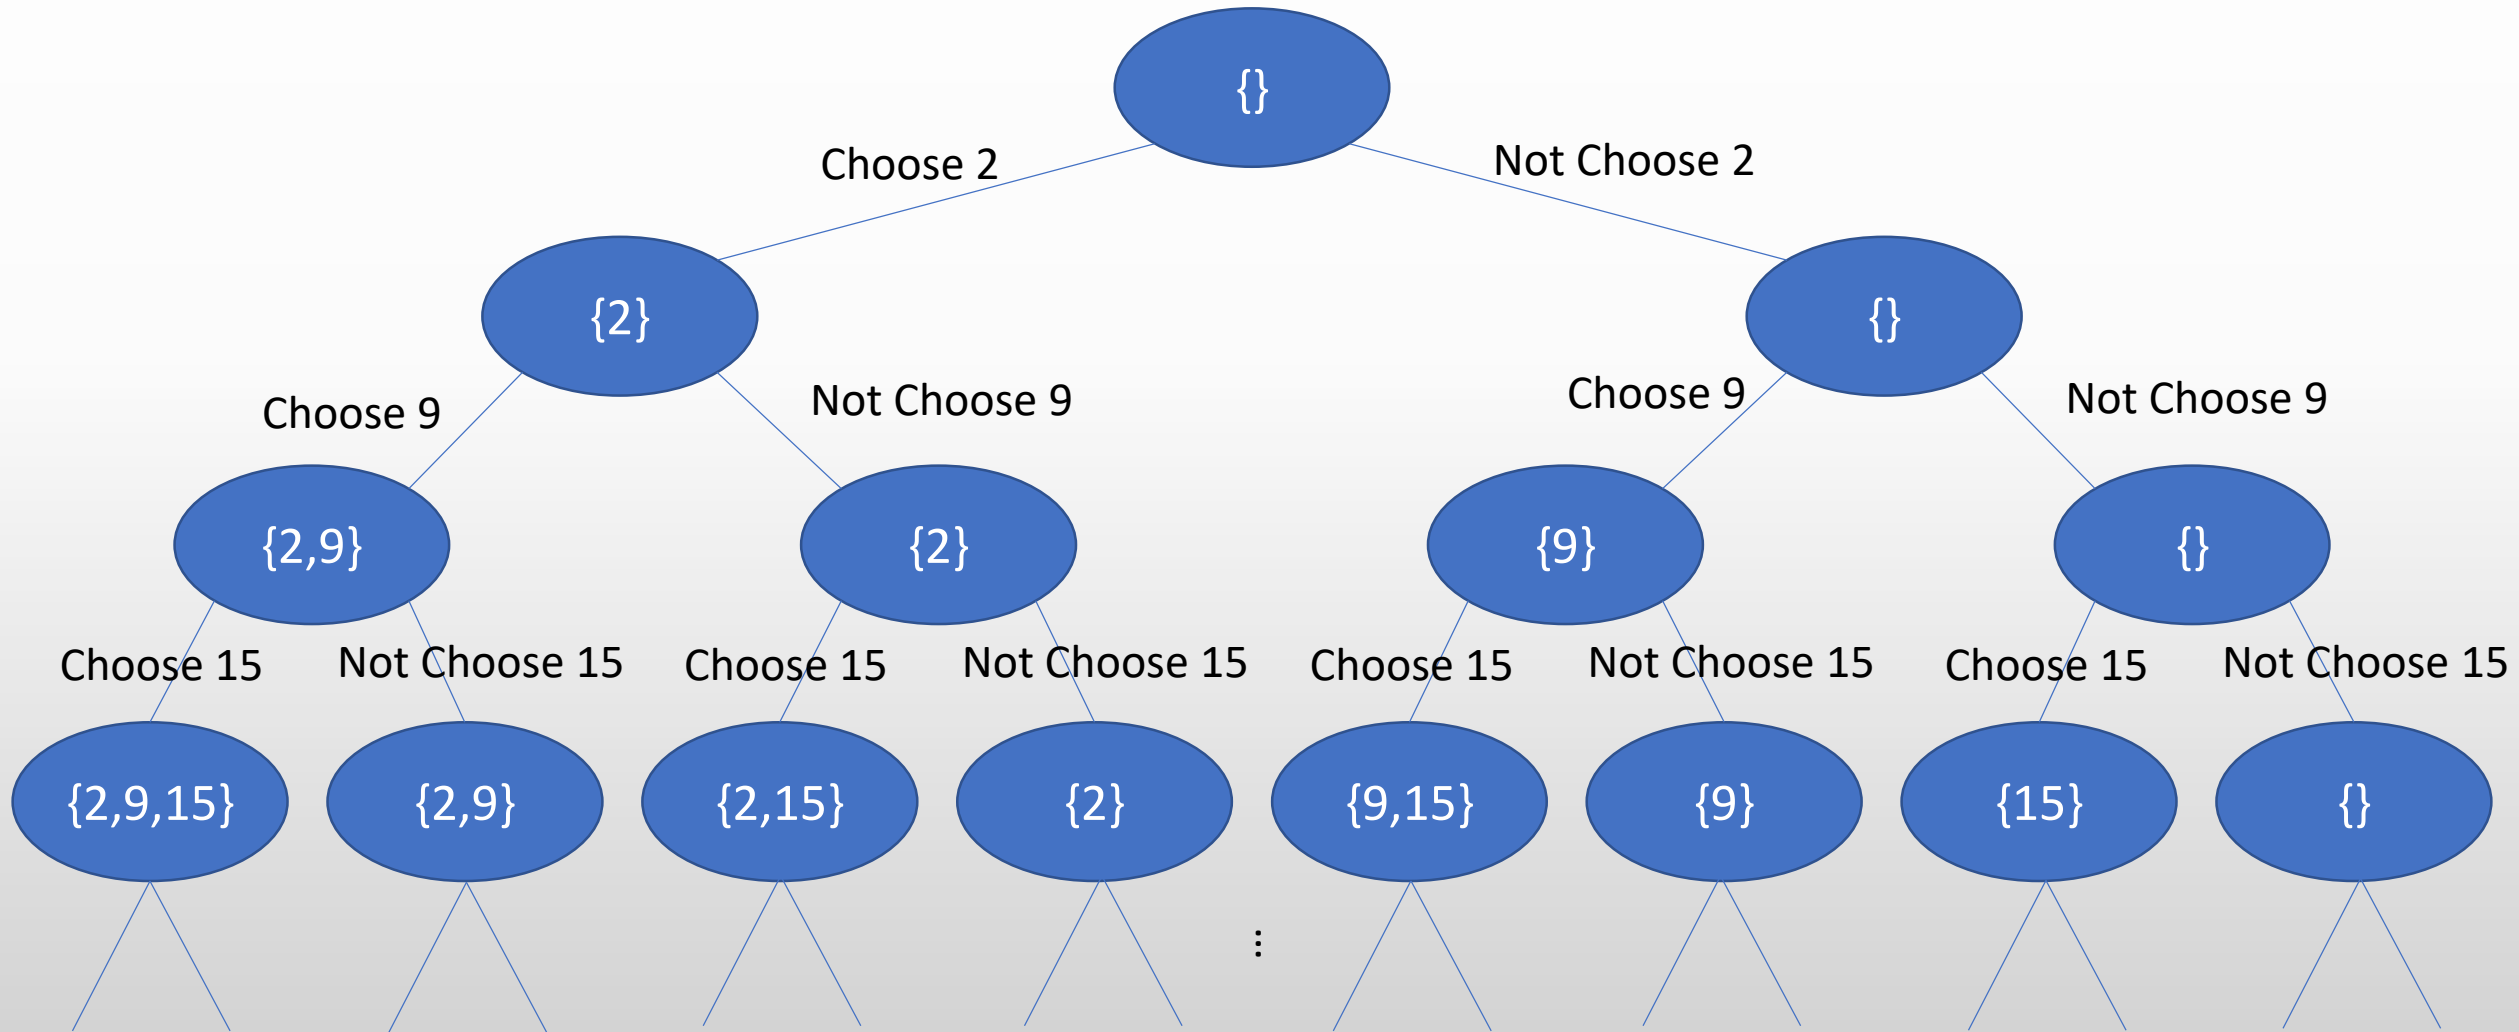 {}
Choose 2
Not Choose 2
{2}
{}
Choose 9
Not Choose 9
Choose 9
Not Choose 9
{2,9}
{2}
{9}
{}
Choose 15
Not Choose 15
Choose 15
Not Choose 15
Choose 15
Not Choose 15
Choose 15
Not Choose 15
{2,9,15}
{2,9}
{2,15}
{2}
{9,15}
{9}
{15}
{}
⋮